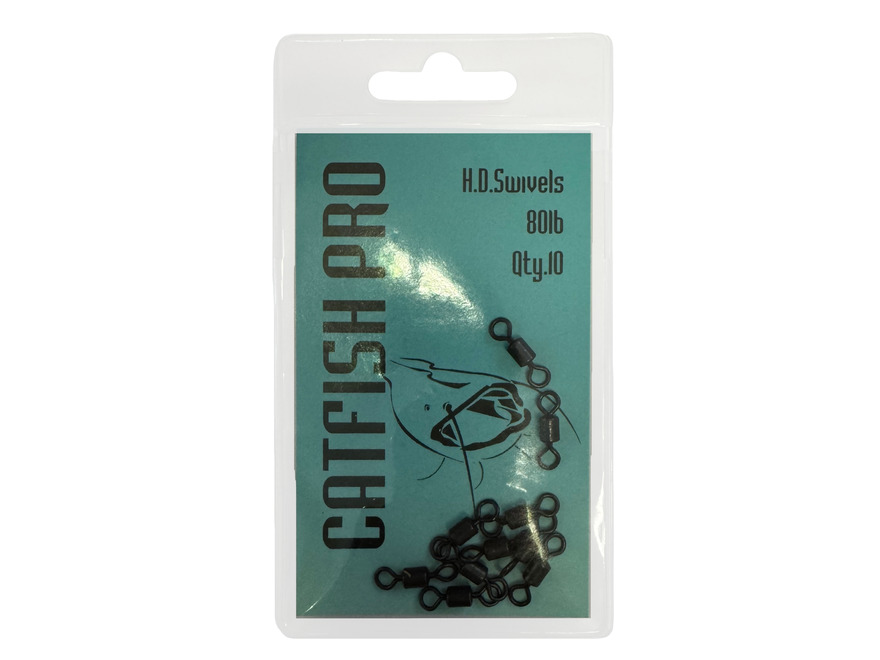 CATFISH PRO
H.D.Swivels
80lb
Qty.10